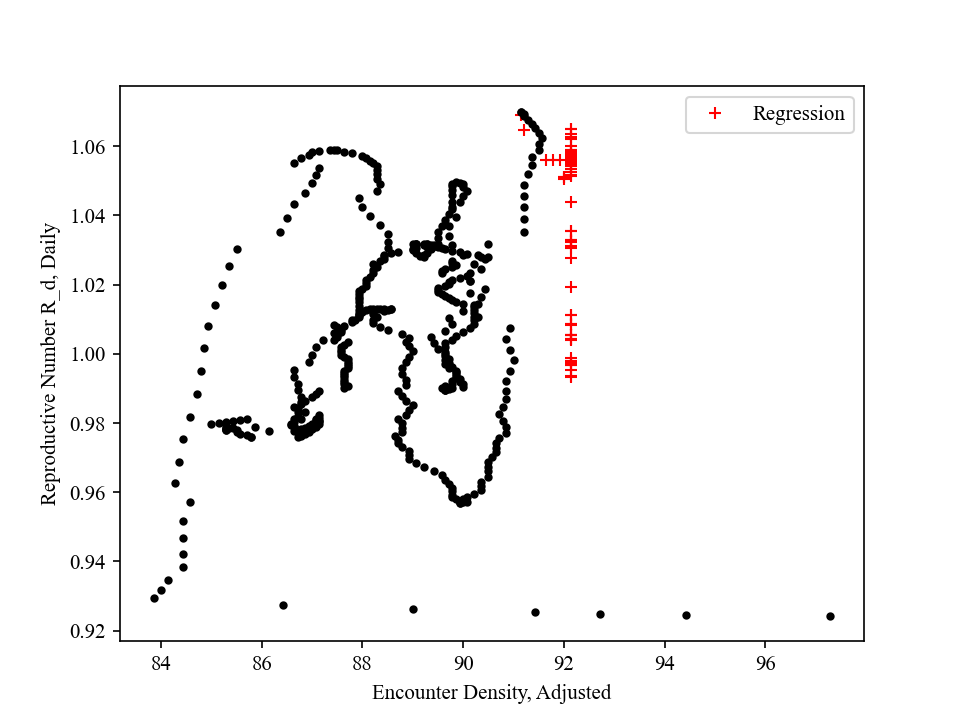 Regression
1.06
1.04
1.02
1.00
0.98
0.96
0.94
0.92
Reproductive Number R_d, Daily
84 86 88 90 92 94 96
Encounter Density, Adjusted